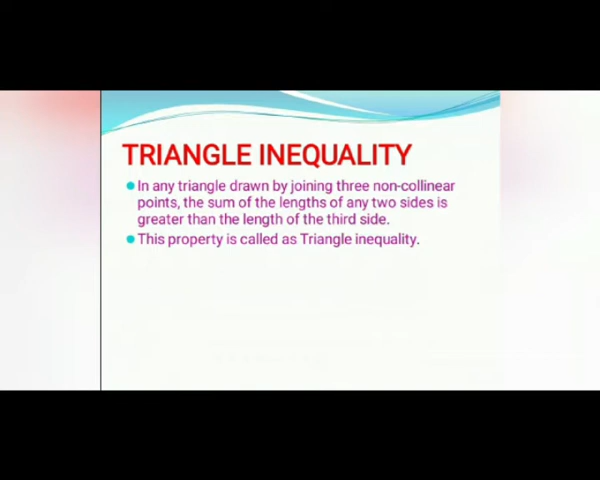 TRIANGLE INEQUALITY
In any triangle drawn by joining three non-collinear
points, the sum of the lengths of any two sides is
greater than the length of the third side.
This property is called as Triangle inequality.